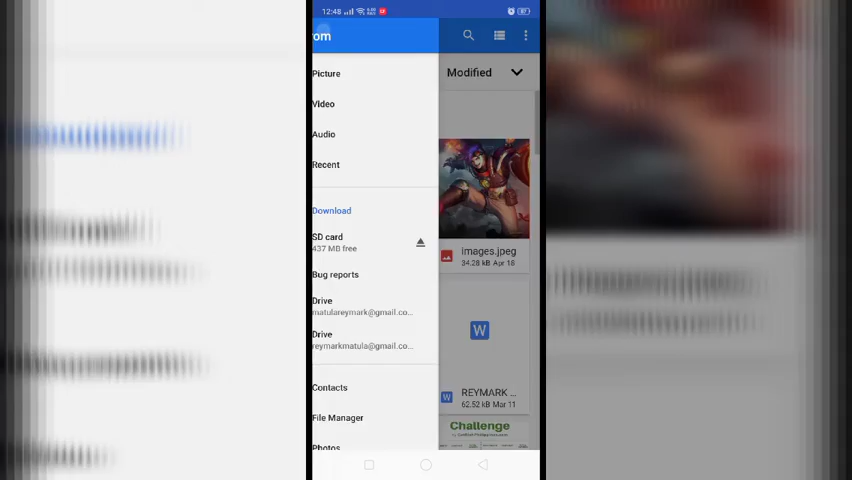 12:48
87
om
Modified
Picture
Video
Audio
Recent
Download
SD card
437 MB free
Bug reports
Drive
matulareymark@gmail.co...
Drive
reymarkmatula@gmail.co...
Contacts
File Manager
Photos
images.jpeg
34.28 kB Apr 18
W
W
REYMARK ...
62.52 kB Mar 11
Challenge